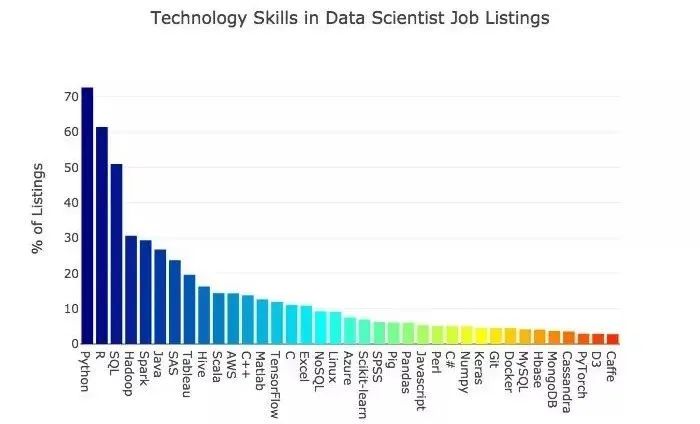 Technology Skills in Data Scientist Job Listings
% of Listings
70
60
50
40
30
20
10
0
Python
R
SQL
Hadoop
Spark
Java
SAS
Tableau
Hive
Scala
AWS
C++
Matlab
TensorFlow
C
Excel
NoSQL
Linux
Azure
Scikit-learn
SPSS
Pig
Pandas
Javascript
Perl
C#
Numpy
Keras
Git
Docker
MySQL
Hbase
MongoDB
Cassandra
PyTorch
D3
Caffe